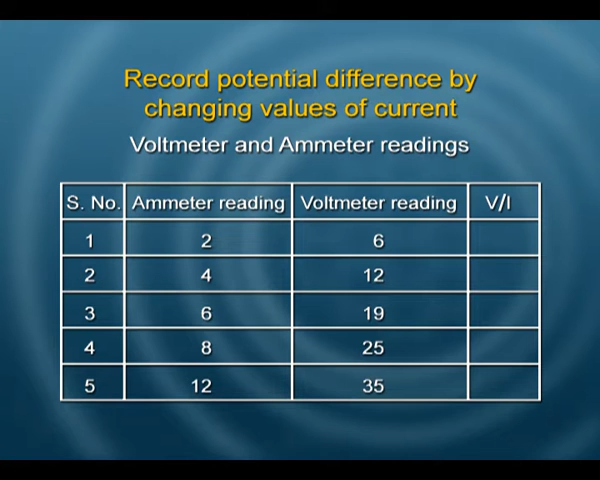 Record potential difference by
changing values of current
Voltmeter and Ammeter readings
S. No. Ammeter reading Voltmeter reading V/I
1 2 6
2 4 12
3 6 19
4 8 25
5 12 35